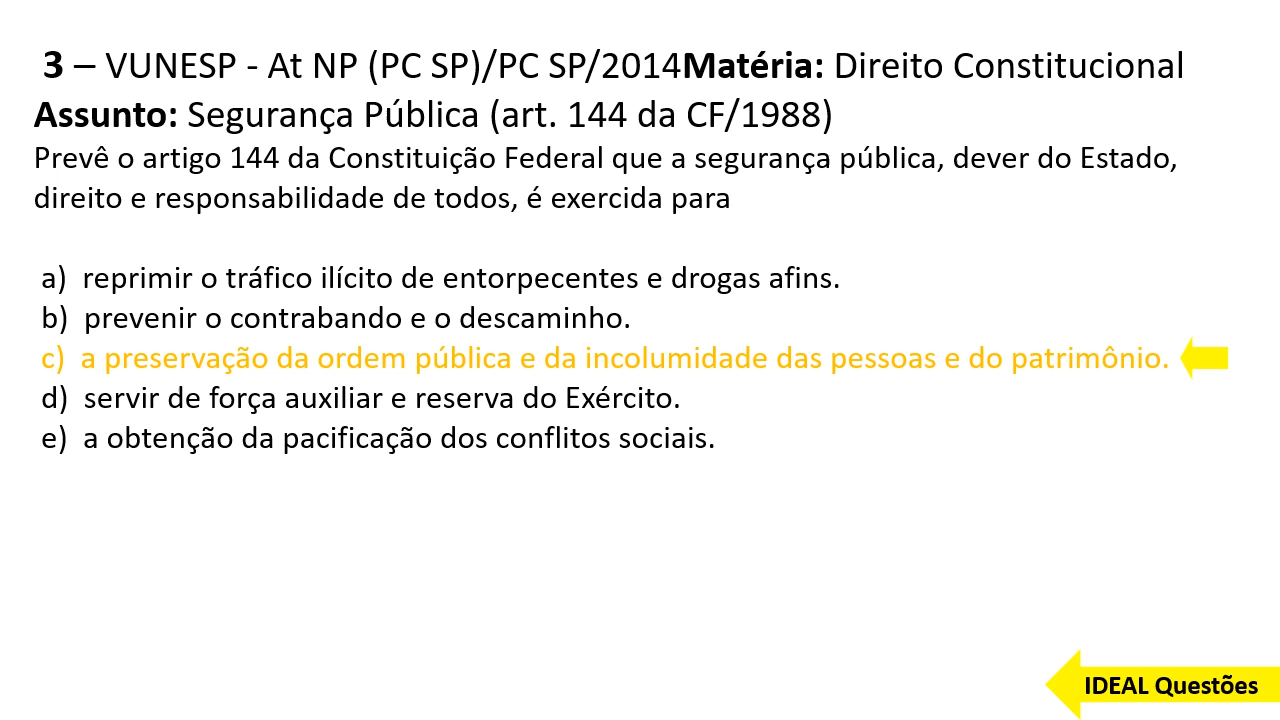 3 – VUNESP - At NP (PC SP)/PC SP/2014Matéria: Direito Constitucional
Assunto: Segurança Pública (art. 144 da CF/1988)
Prevê o artigo 144 da Constituição Federal que a segurança pública, dever do Estado,
direito e responsabilidade de todos, é exercida para
a) reprimir o tráfico ilícito de entorpecentes e drogas afins.
b) prevenir o contrabando e o descaminho.
c) a preservação da ordem pública e da incolumidade das pessoas e do patrimônio.
d) servir de força auxiliar e reserva do Exército.
e) a obtenção da pacificação dos conflitos sociais.
IDEAL Questões